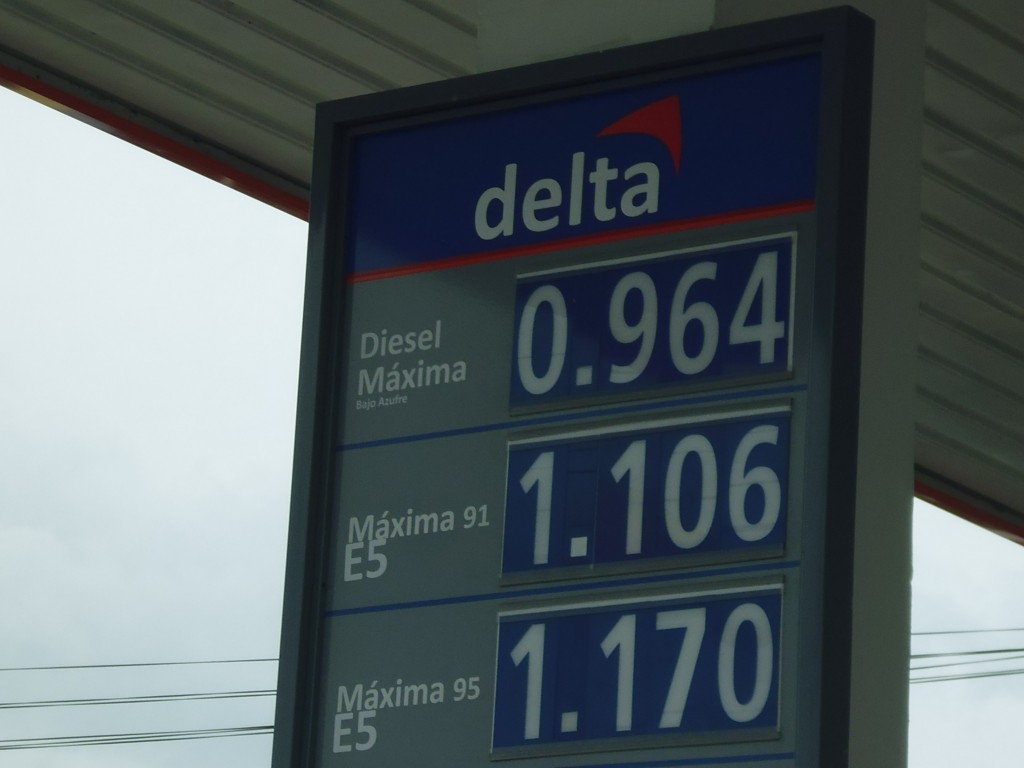 delta
Diesel
Máxima
Bajo Azufre
0.964
Máxima 91
E5
1.106
Máxima 95
E5
1.170